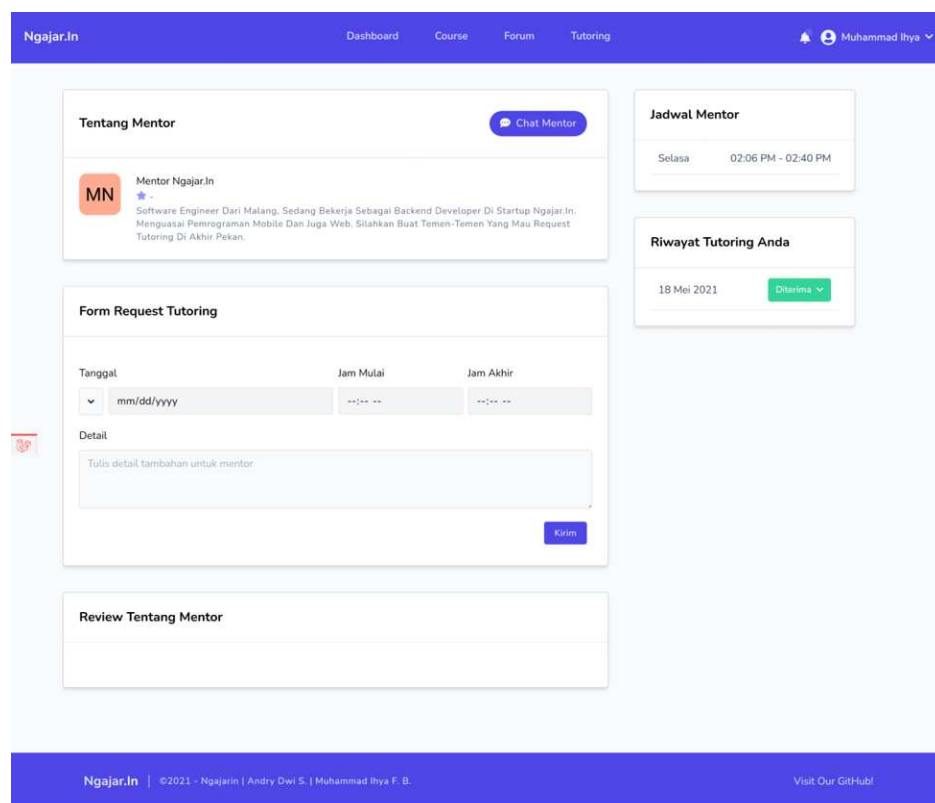 Ngajar.In
Dashboard Course Forum Tutoring
Muhammad Ihya
Tentang Mentor
Chat Mentor
MN
Mentor Ngajar.In
-
Software Engineer Dari Malang, Sedang Bekerja Sebagai Backend Developer Di Startup Ngajar.In.
Menguasai Pemrograman Mobile Dan Juga Web. Silahkan Buat Temen-Temen Yang Mau Request
Tutoring Di Akhir Pekan.
Form Request Tutoring
Tanggal Jam Mulai Jam Akhir
mm/dd/yyyy --:-- -- --:-- --
Detail
Tulis detail tambahan untuk mentor
Kirim
Review Tentang Mentor
Jadwal Mentor
Selasa 02:06 PM - 02:40 PM
Riwayat Tutoring Anda
18 Mei 2021 Diterima
Ngajar.In | ©2021 - Ngajarin | Andry Dwi S. | Muhammad Ihya F. B.
Visit Our GitHub!